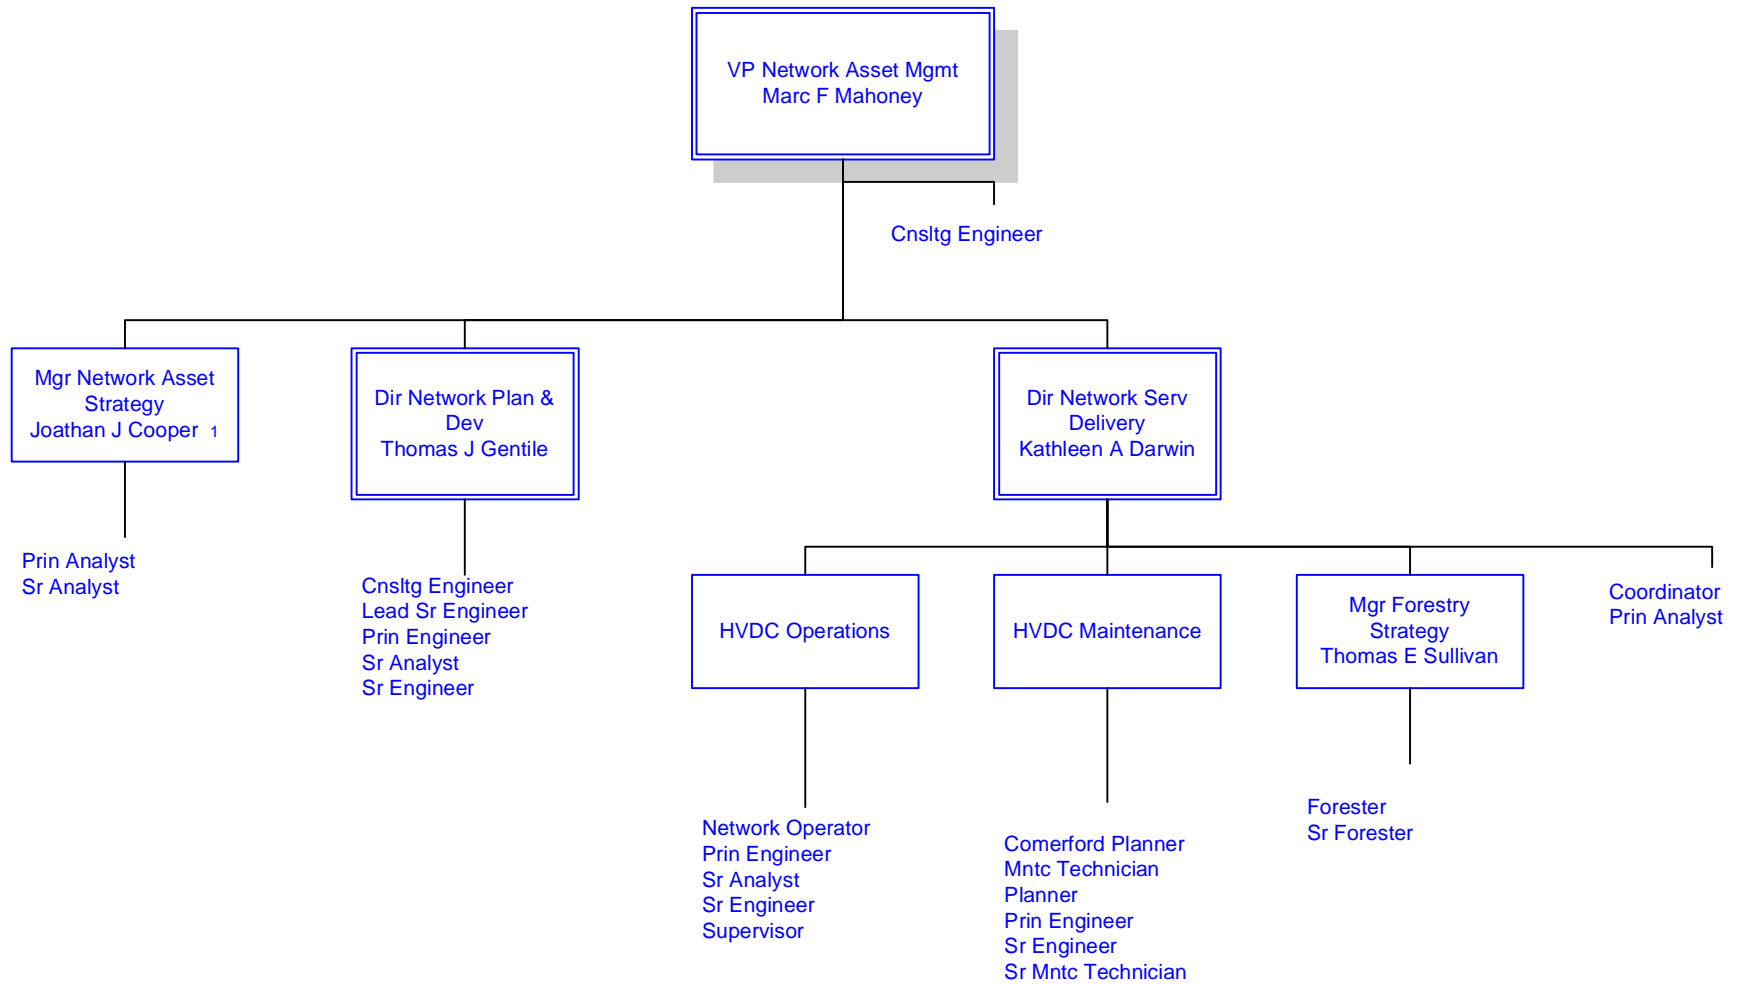 VP Network Asset Mgmt
Marc F Mahoney
Cnsltg Engineer
Mgr Network Asset
Strategy
Joathan J Cooper 1
Dir Network Plan &
Dev
Thomas J Gentile
Dir Network Serv
Delivery
Kathleen A Darwin
Prin Analyst
Sr Analyst
Cnsltg Engineer
Lead Sr Engineer
Prin Engineer
Sr Analyst
Sr Engineer
HVDC Operations
HVDC Maintenance
Mgr Forestry
Strategy
Thomas E Sullivan
Coordinator
Prin Analyst
Network Operator
Prin Engineer
Sr Analyst
Sr Engineer
Supervisor
Comerford Planner
Mntc Technician
Planner
Prin Engineer
Sr Engineer
Sr Mntc Technician
Forester
Sr Forester